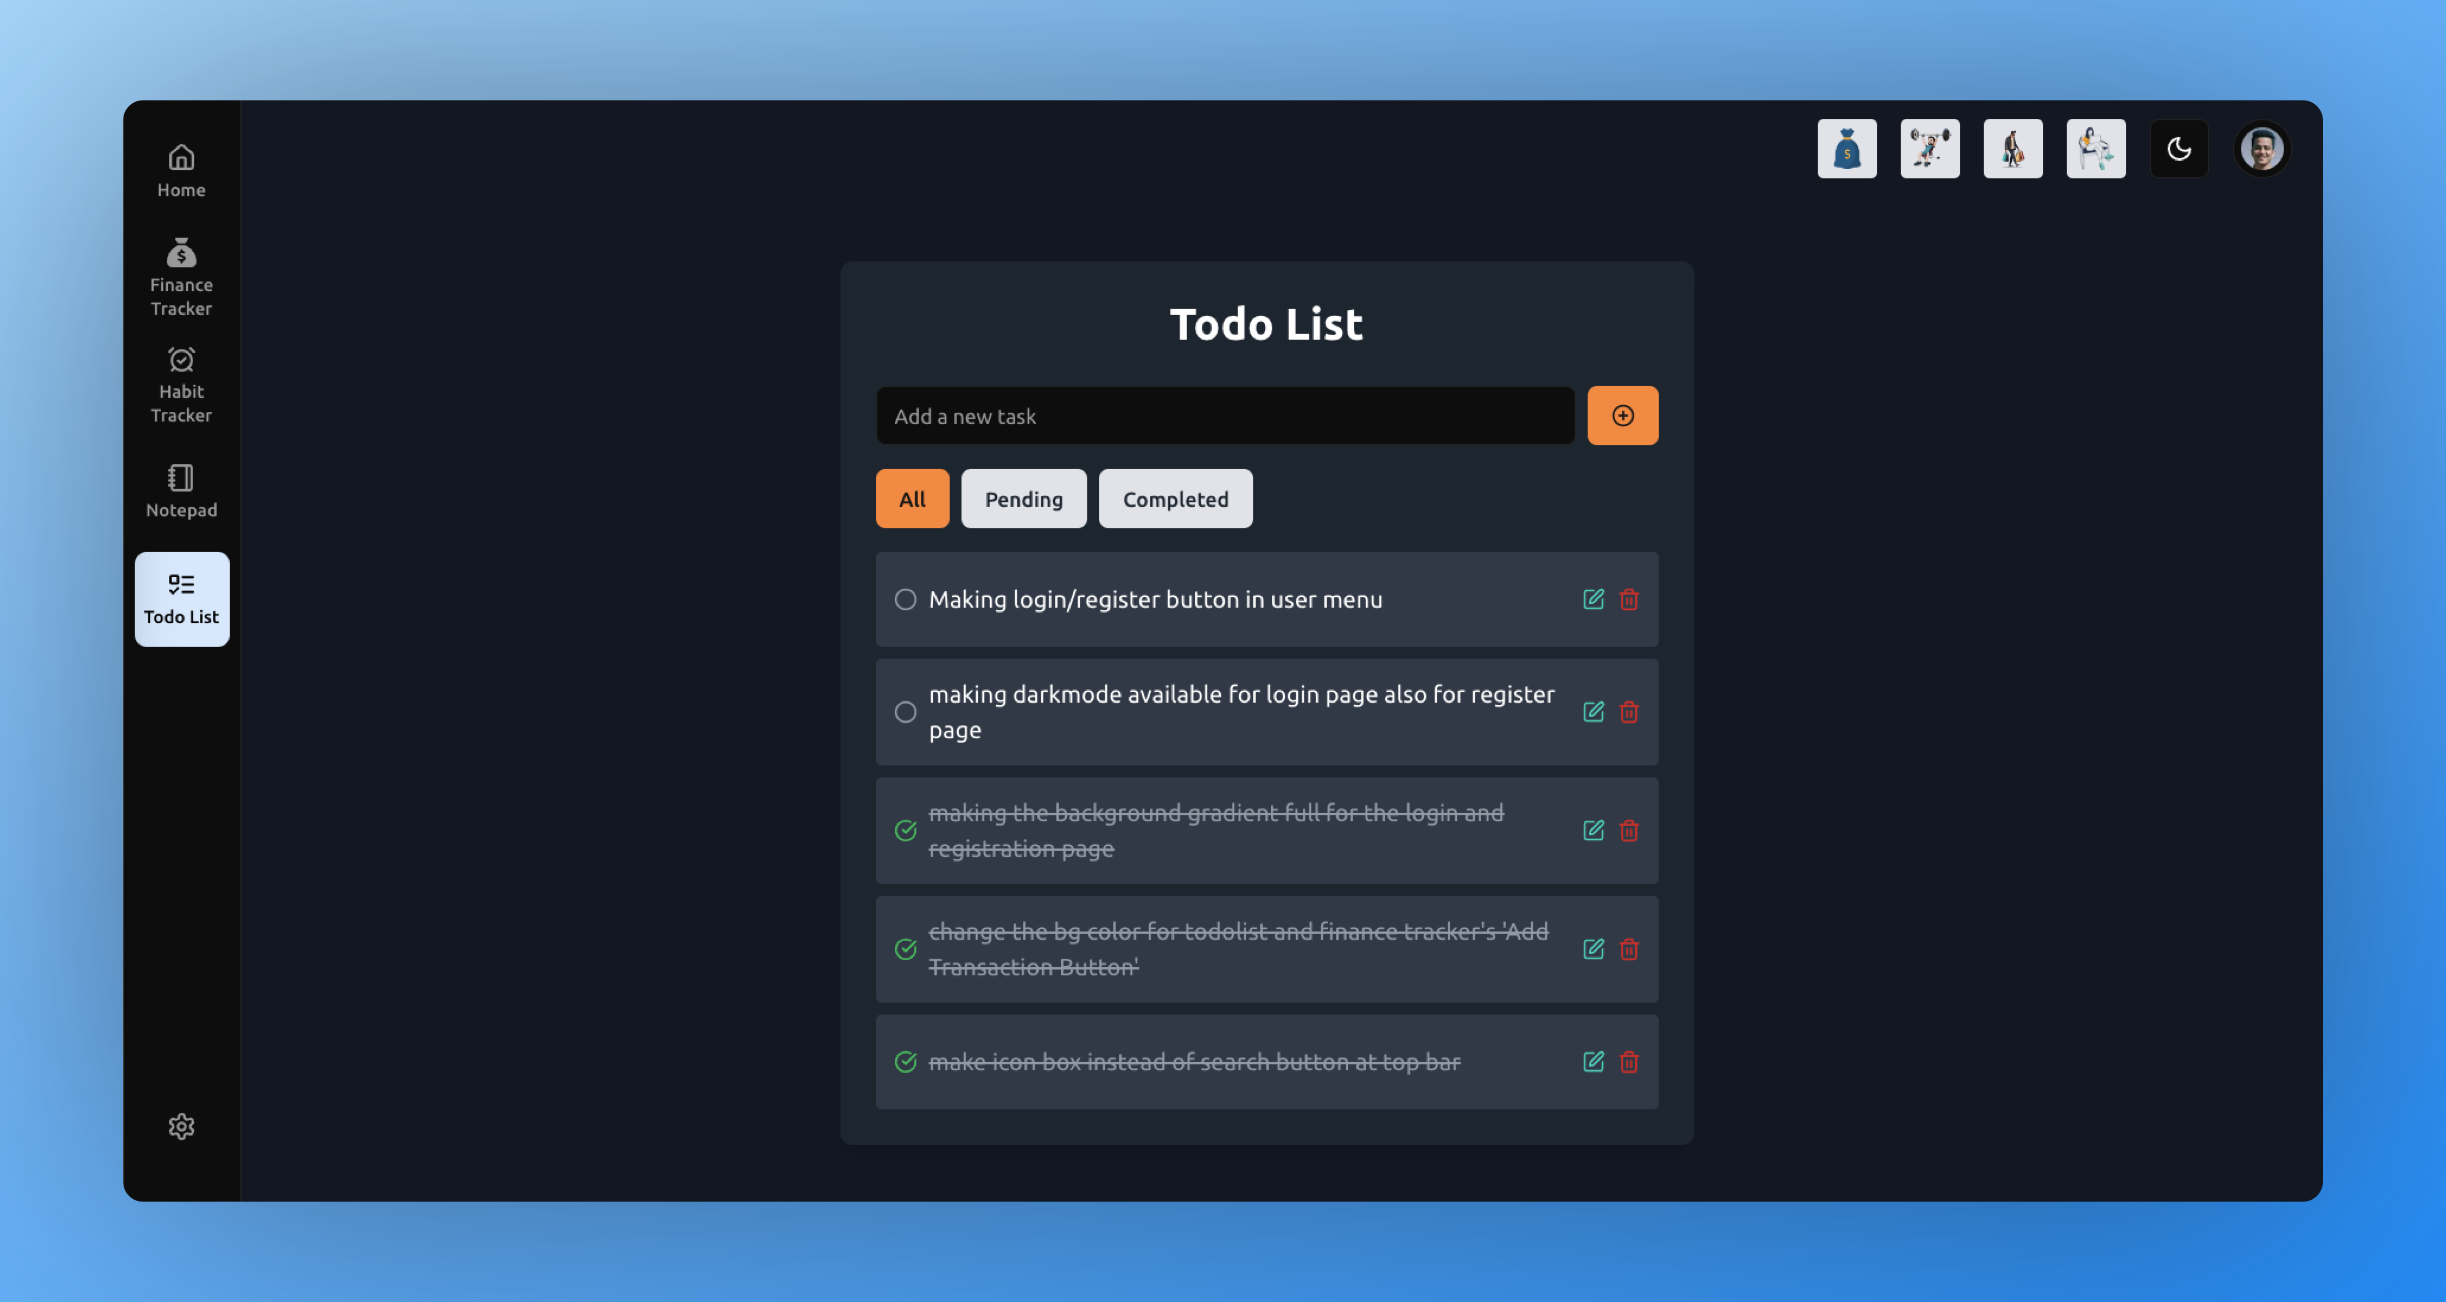 Home
Finance
Tracker
Habit
Tracker
Notepad
Todo List
$
Todo List
Add a new task
All
Pending
Completed
Making login/register button in user menu
making darkmode available for login page also for register
page
making the background gradient full for the login and
registration page
change the bg color for todolist and finance tracker's 'Add
Transaction Button'
make icon box instead of search button at top bar